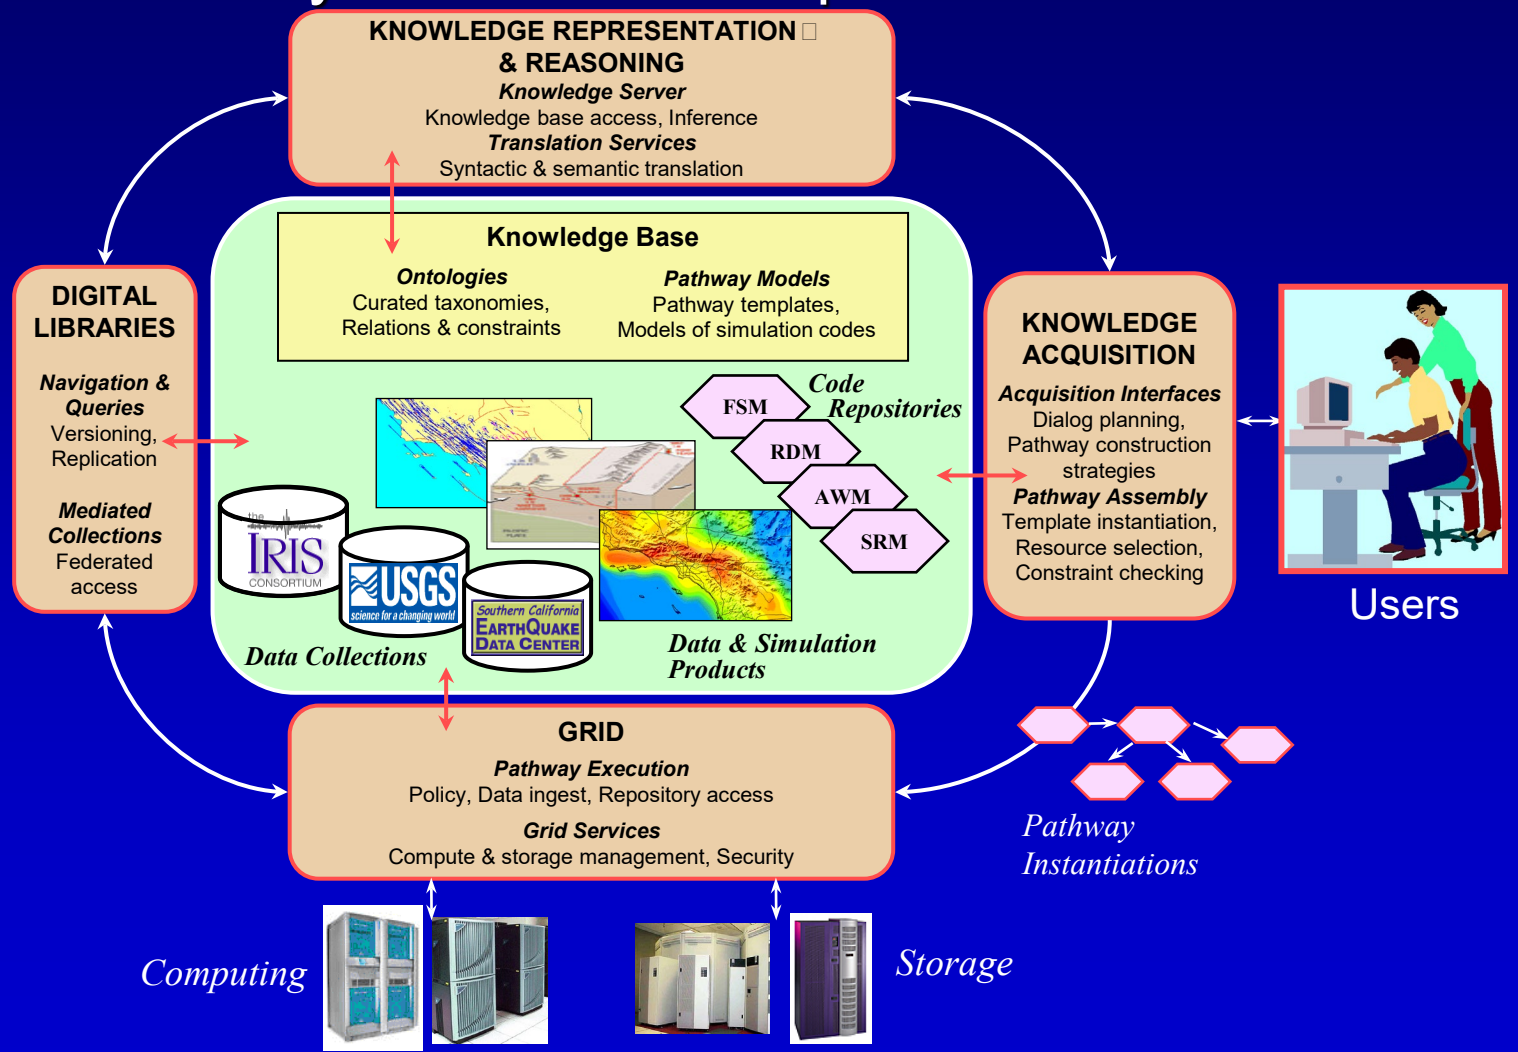 KNOWLEDGE REPRESENTATION
& REASONING
Knowledge Server
Knowledge base access, Inference
Translation Services
Syntactic & semantic translation
Knowledge Base
Ontologies
Curated taxonomies,
Relations & constraints
Pathway Models
Pathway templates,
Models of simulation codes
DIGITAL
LIBRARIES
Navigation &
Queries
Versioning,
Replication
Mediated
Collections
Federated
access
Code
Repositories
FSM
RDM
AWM
SRM
the
IRIS
CONSORTIUM
USGS
science for a changing world
Southern California
EARTHQUAKE
DATA CENTER
Data Collections
Data & Simulation
Products
KNOWLEDGE
ACQUISITION
Acquisition Interfaces
Dialog planning,
Pathway construction
strategies
Pathway Assembly
Template instantiation,
Resource selection,
Constraint checking
Users
GRID
Pathway Execution
Policy, Data ingest, Repository access
Grid Services
Compute & storage management, Security
Pathway
Instantiations
Computing
Storage